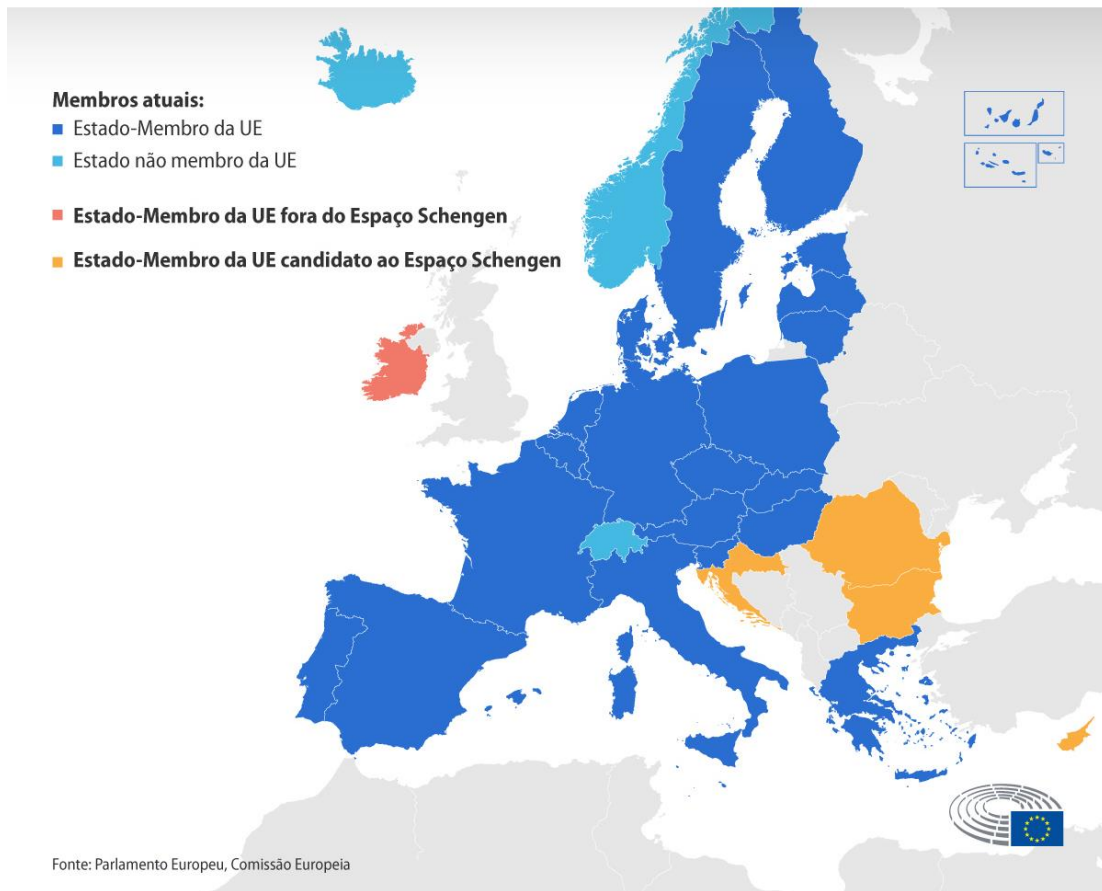 Membros atuais:
Estado-Membro da UE
Estado não membro da UE
Estado-Membro da UE fora do Espaço Schengen
Estado-Membro da UE candidato ao Espaço Schengen
Fonte: Parlamento Europeu, Comissão Europeia